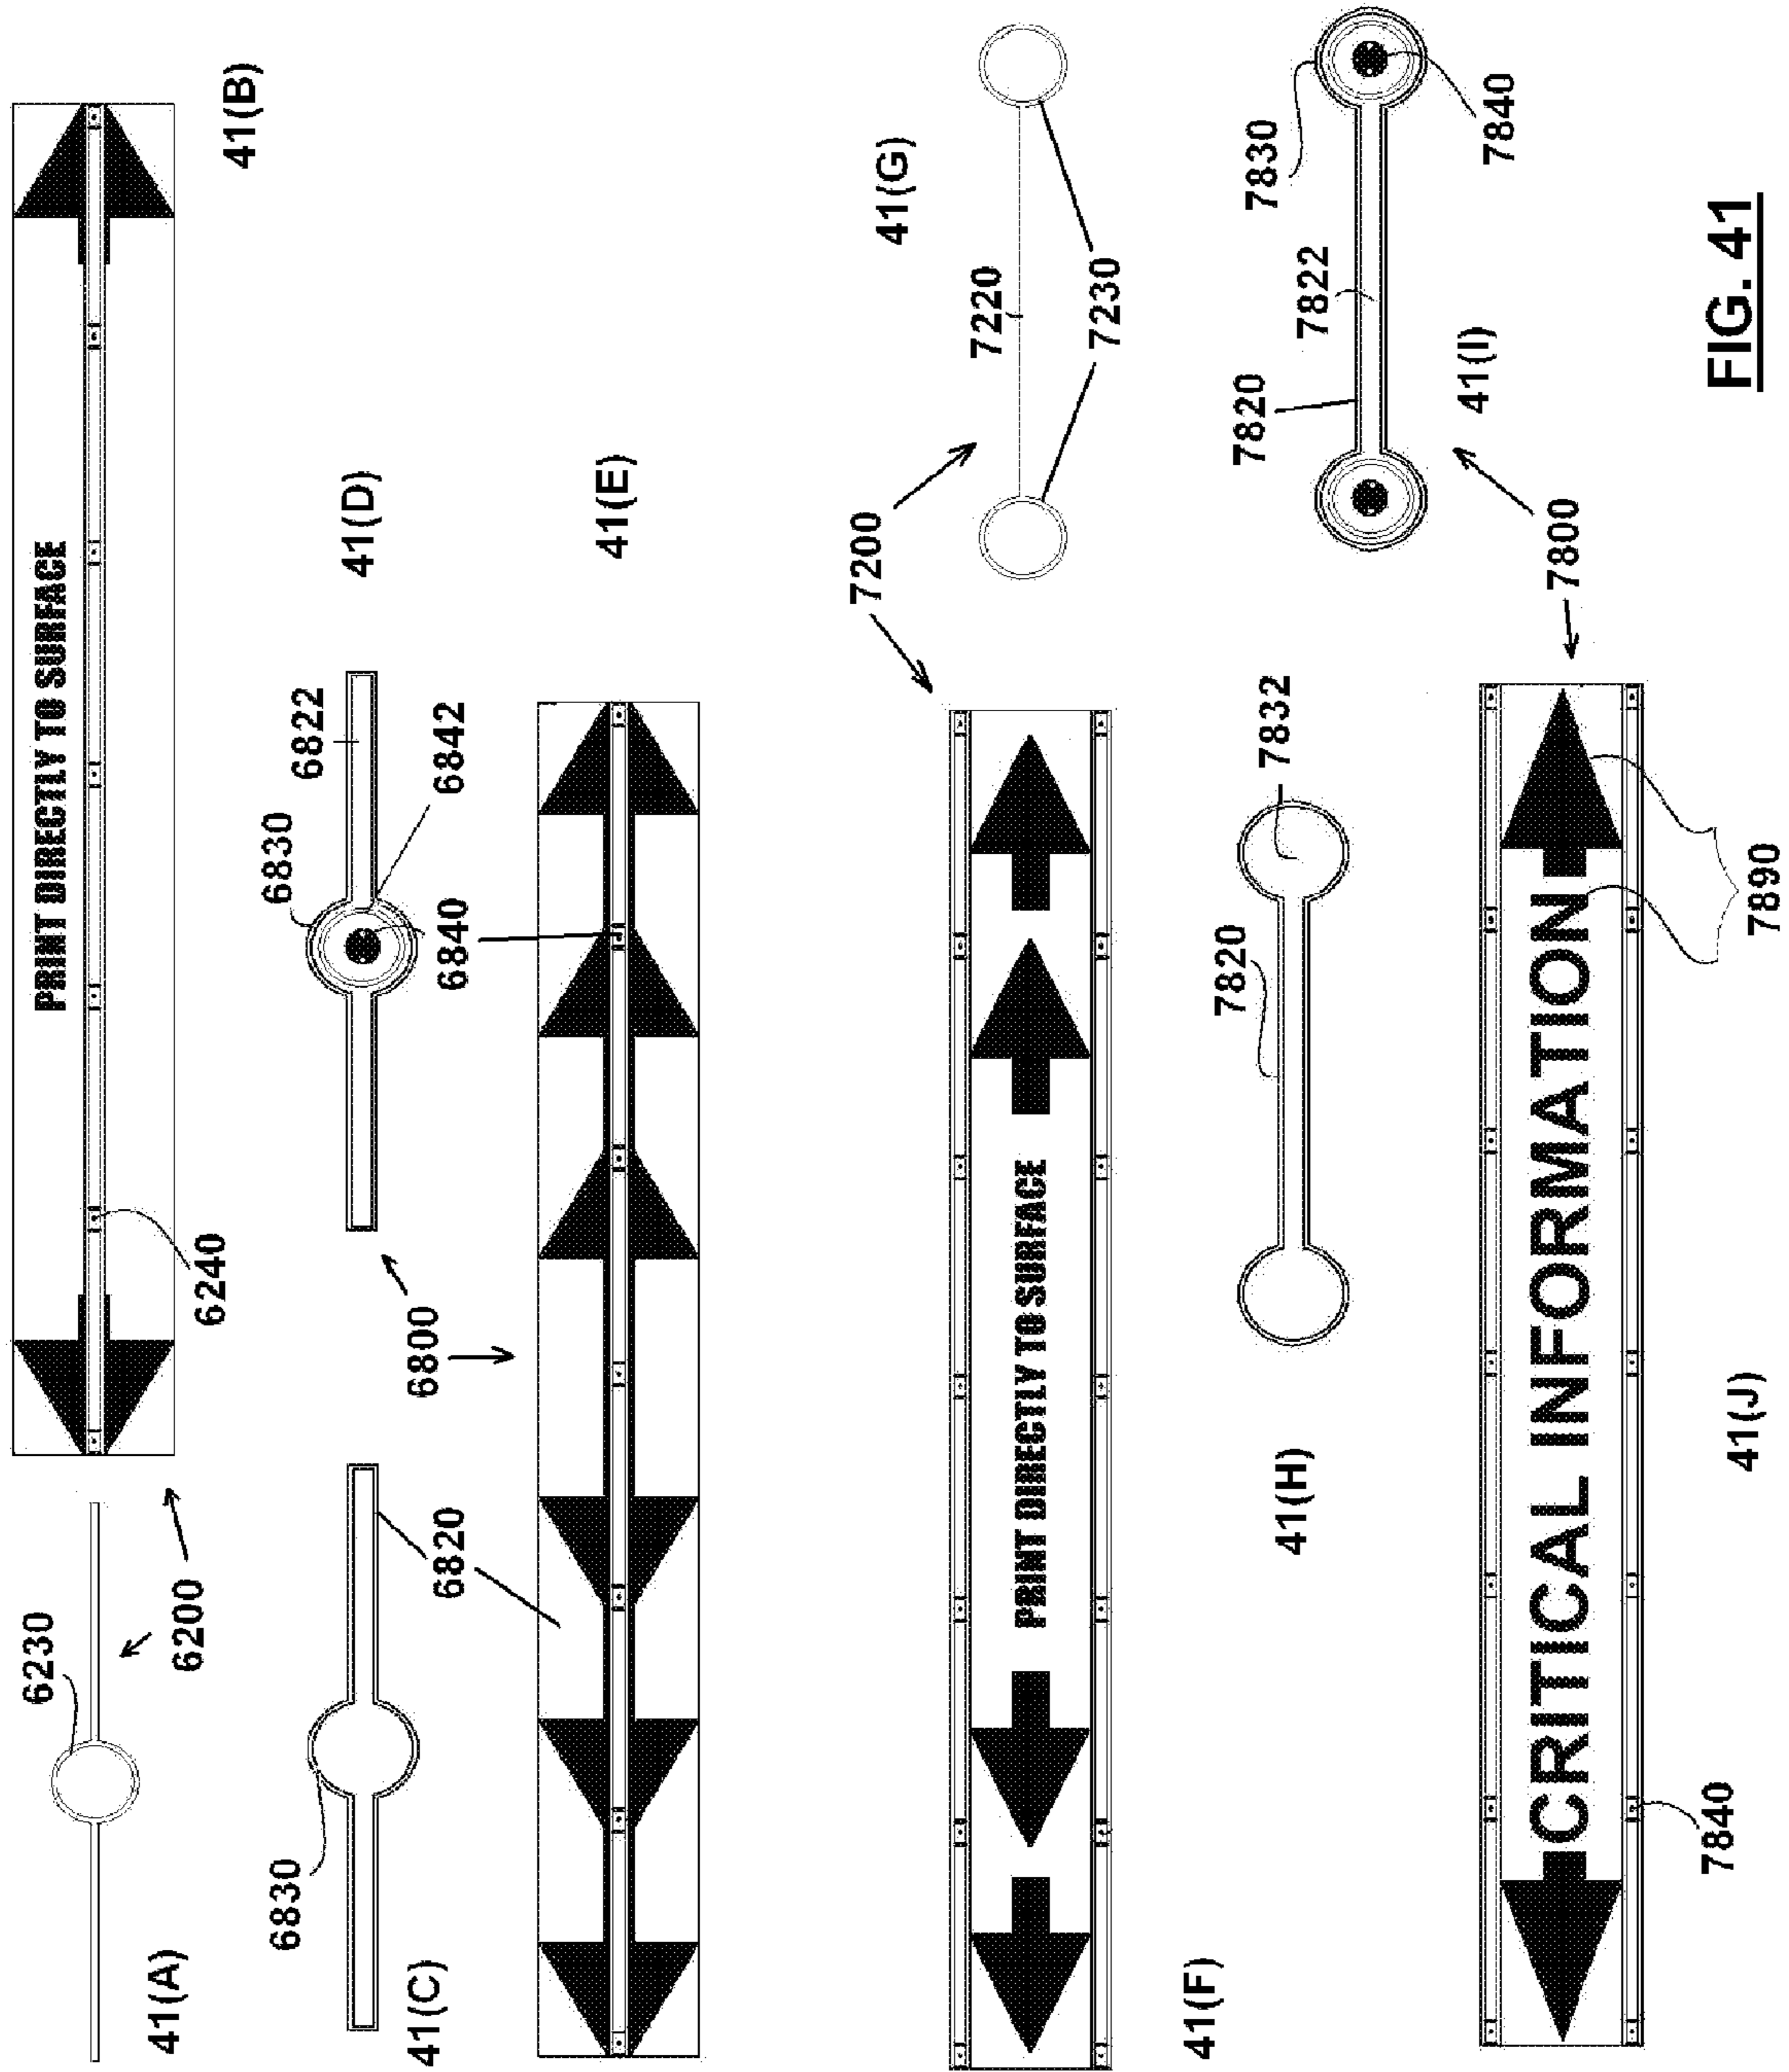 6230
6200
41(A)
PRINT DIRECTLY TO SURFACE
6240
41(B)
6830
41(C)
6820
6800
6830
6822
6842
6840
41(D)
41(E)
7200
PRINT DIRECTLY TO SURFACE
41(F)
7220
7230
41(G)
7820
7832
41(H)
7820
7822
7830
7840
41(I)
7800
CRITICAL INFORMATION
7840
7890
41(J)
FIG. 41